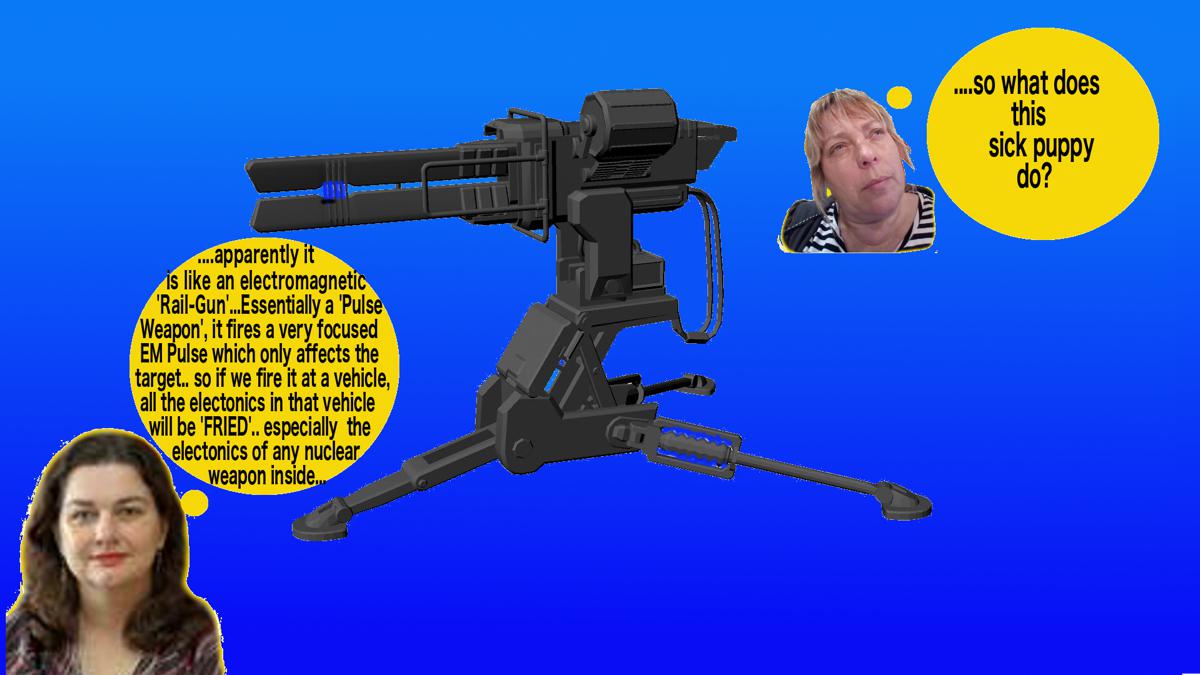 ....so what does
this
sick puppy
do?
....apparently it
is like an electromagnetic
'Rail-Gun'...Essentially a 'Pulse
Weapon', it fires a very focused
EM Pulse which only affects the
target.. so if we fire it at a vehicle,
all the electonics in that vehicle
will be 'FRIED'.. especially the
electonics of any nuclear
weapon inside...